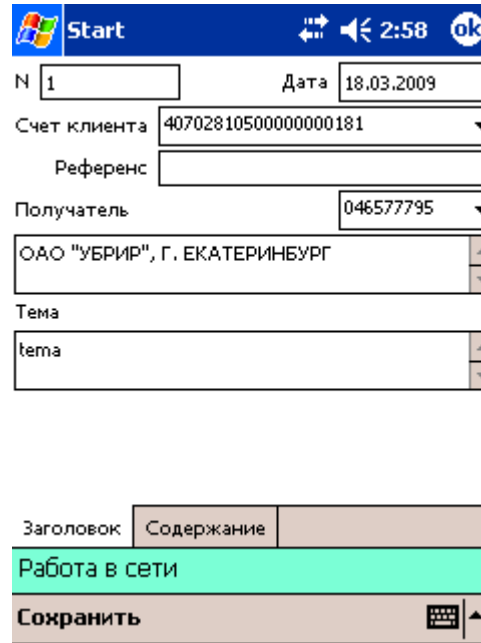 Start 2:58 ok
N 1 Дата 18.03.2009
Счет клиента 40702810500000000181
Референс
Получатель 046577795
ОАО "УБРИР", Г. ЕКАТЕРИНБУРГ
Тема
tema
Заголовок Содержание
Работа в сети
Сохранить